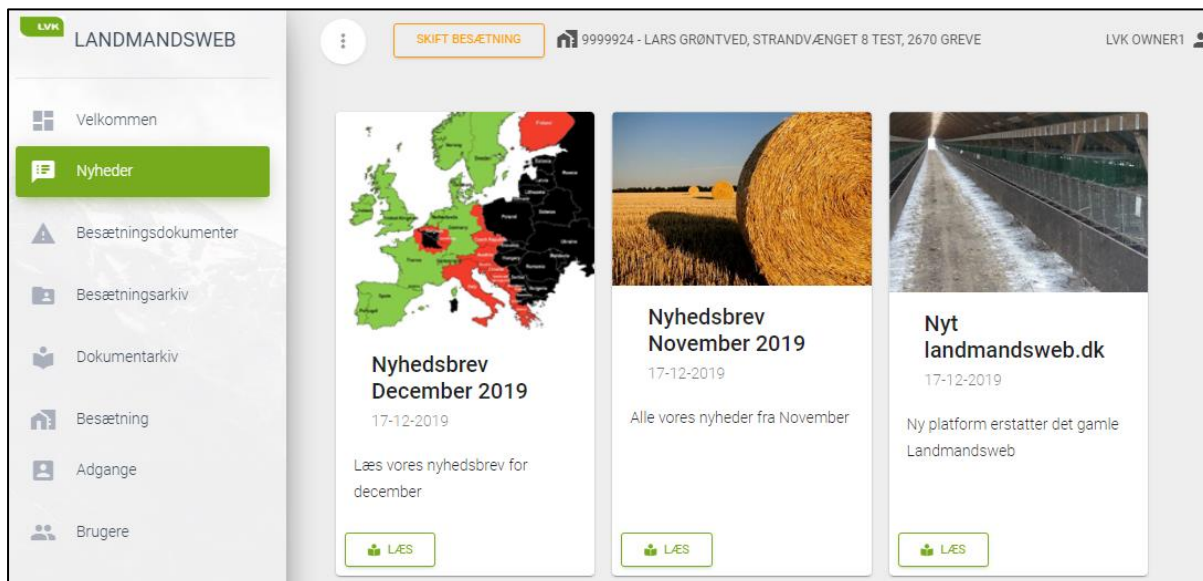 LVK
LANDMANDSWEB
SKIFT BESÆTNING
9999924 - LARS GRØNTVED, STRANDVÆNGET 8 TEST, 2670 GREVE
LVK OWNER1
Velkommen
Nyheder
Besætningsdokumenter
Besætningsarkiv
Dokumentarkiv
Besætning
Adgange
Brugere
Nyhedsbrev
December 2019
17-12-2019
Læs vores nyhedsbrev for
december
LÆS
Nyhedsbrev
November 2019
17-12-2019
Alle vores nyheder fra November
LÆS
Nyt
landmandsweb.dk
17-12-2019
Ny platform erstatter det gamle
Landmandsweb
LÆS